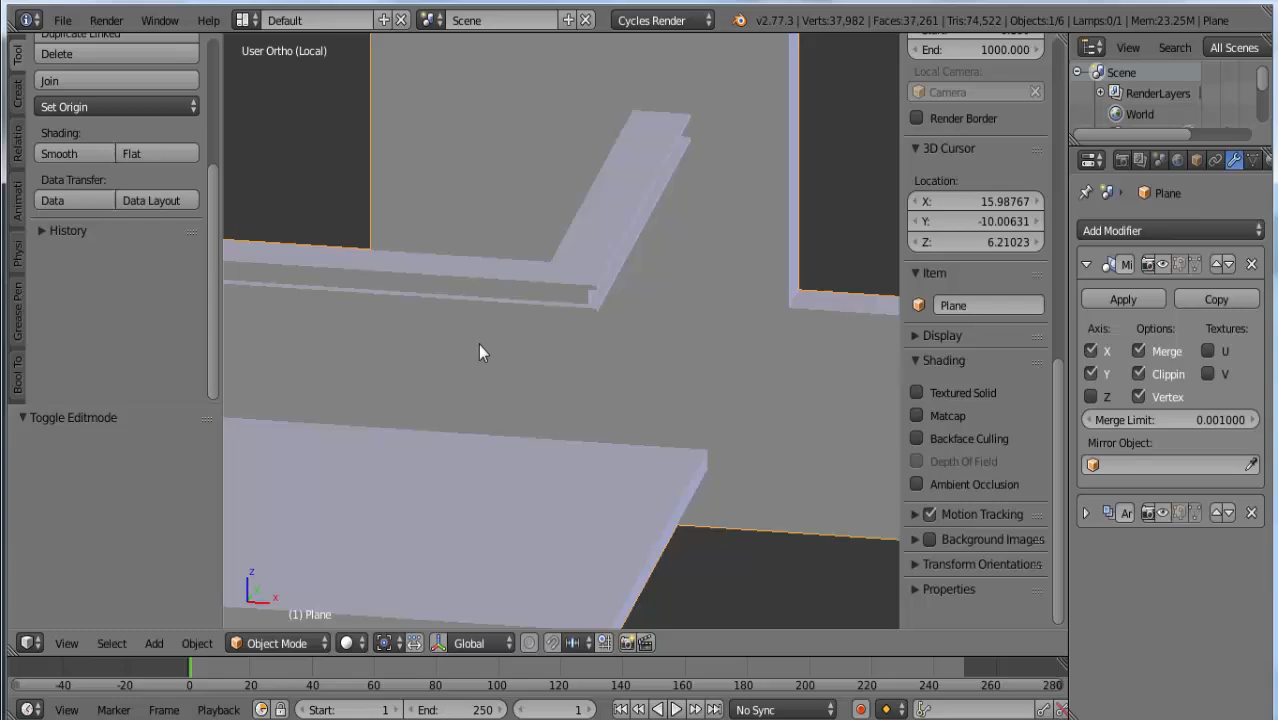 File Render Window Help Default Scene Cycles Render v2.77.3 | Verts:37,982 | Faces:37,261 | Tris:74,522 | Objects:1/6 | Lamps:0/1 | Mem:23.25M | Plane
Duplicate Linked
Delete
Join
Set Origin
Shading:
Smooth Flat
Data Transfer:
Data Data Layout
History
Toggle Editmode
Tool
Creat
Relatio
Animati
Physi
Grease Pen
Bool To
User Ortho (Local)
z
x
(1) Plane
End: 1000.000
Local Camera:
Camera
Render Border
3D Cursor
Location:
X: 15.98767
Y: -10.00631
Z: 6.21023
Item
Plane
Display
Shading
Textured Solid
Matcap
Backface Culling
Depth Of Field
Ambient Occlusion
Motion Tracking
Background Images
Transform Orientations
Properties
View Search All Scenes
Scene
RenderLayers
World
Plane
Add Modifier
Mi
Apply Copy
Axis: Options: Textures:
X Merge U
Y Clippin V
Z Vertex
Merge Limit: 0.001000
Mirror Object:
Ar
View Select Add Object Object Mode Global
-40 -20 0 20 40 60 80 100 120 140 160 180 200 220 240 260 280
View Marker Frame Playback Start: 1 End: 250 1 No Sync